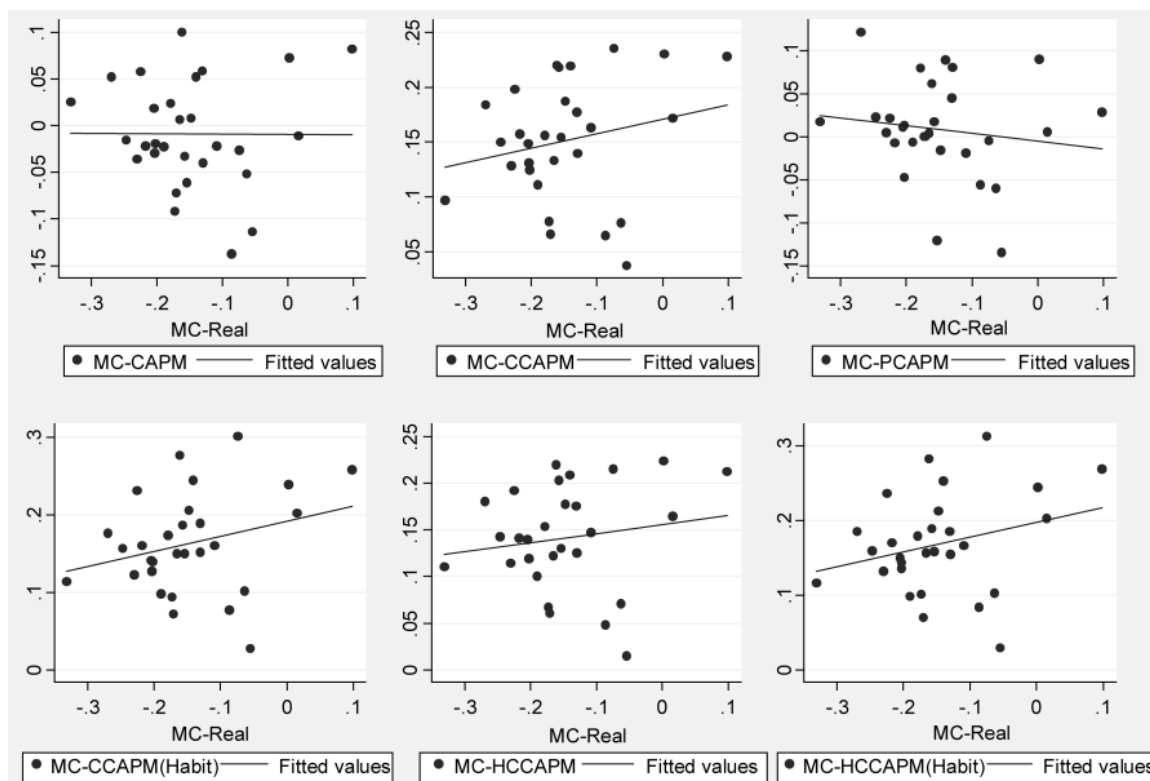 .1
.05
0
-.05
-.1
-.15
-.3 -.2 -.1 0 .1
MC-Real
MC-CAPM Fitted values
.25
.2
.15
.1
.05
-.3 -.2 -.1 0 .1
MC-Real
MC-CCAPM Fitted values
.1
.05
0
-.05
-.1
-.15
-.3 -.2 -.1 0 .1
MC-Real
MC-PCAPM Fitted values
.3
.2
.1
0
-.3 -.2 -.1 0 .1
MC-Real
MC-CCAPM(Habit) Fitted values
.25
.2
.15
.1
.05
0
-.3 -.2 -.1 0 .1
MC-Real
MC-HCCAPM Fitted values
.3
.2
.1
0
-.3 -.2 -.1 0 .1
MC-Real
MC-HCCAPM(Habit) Fitted values